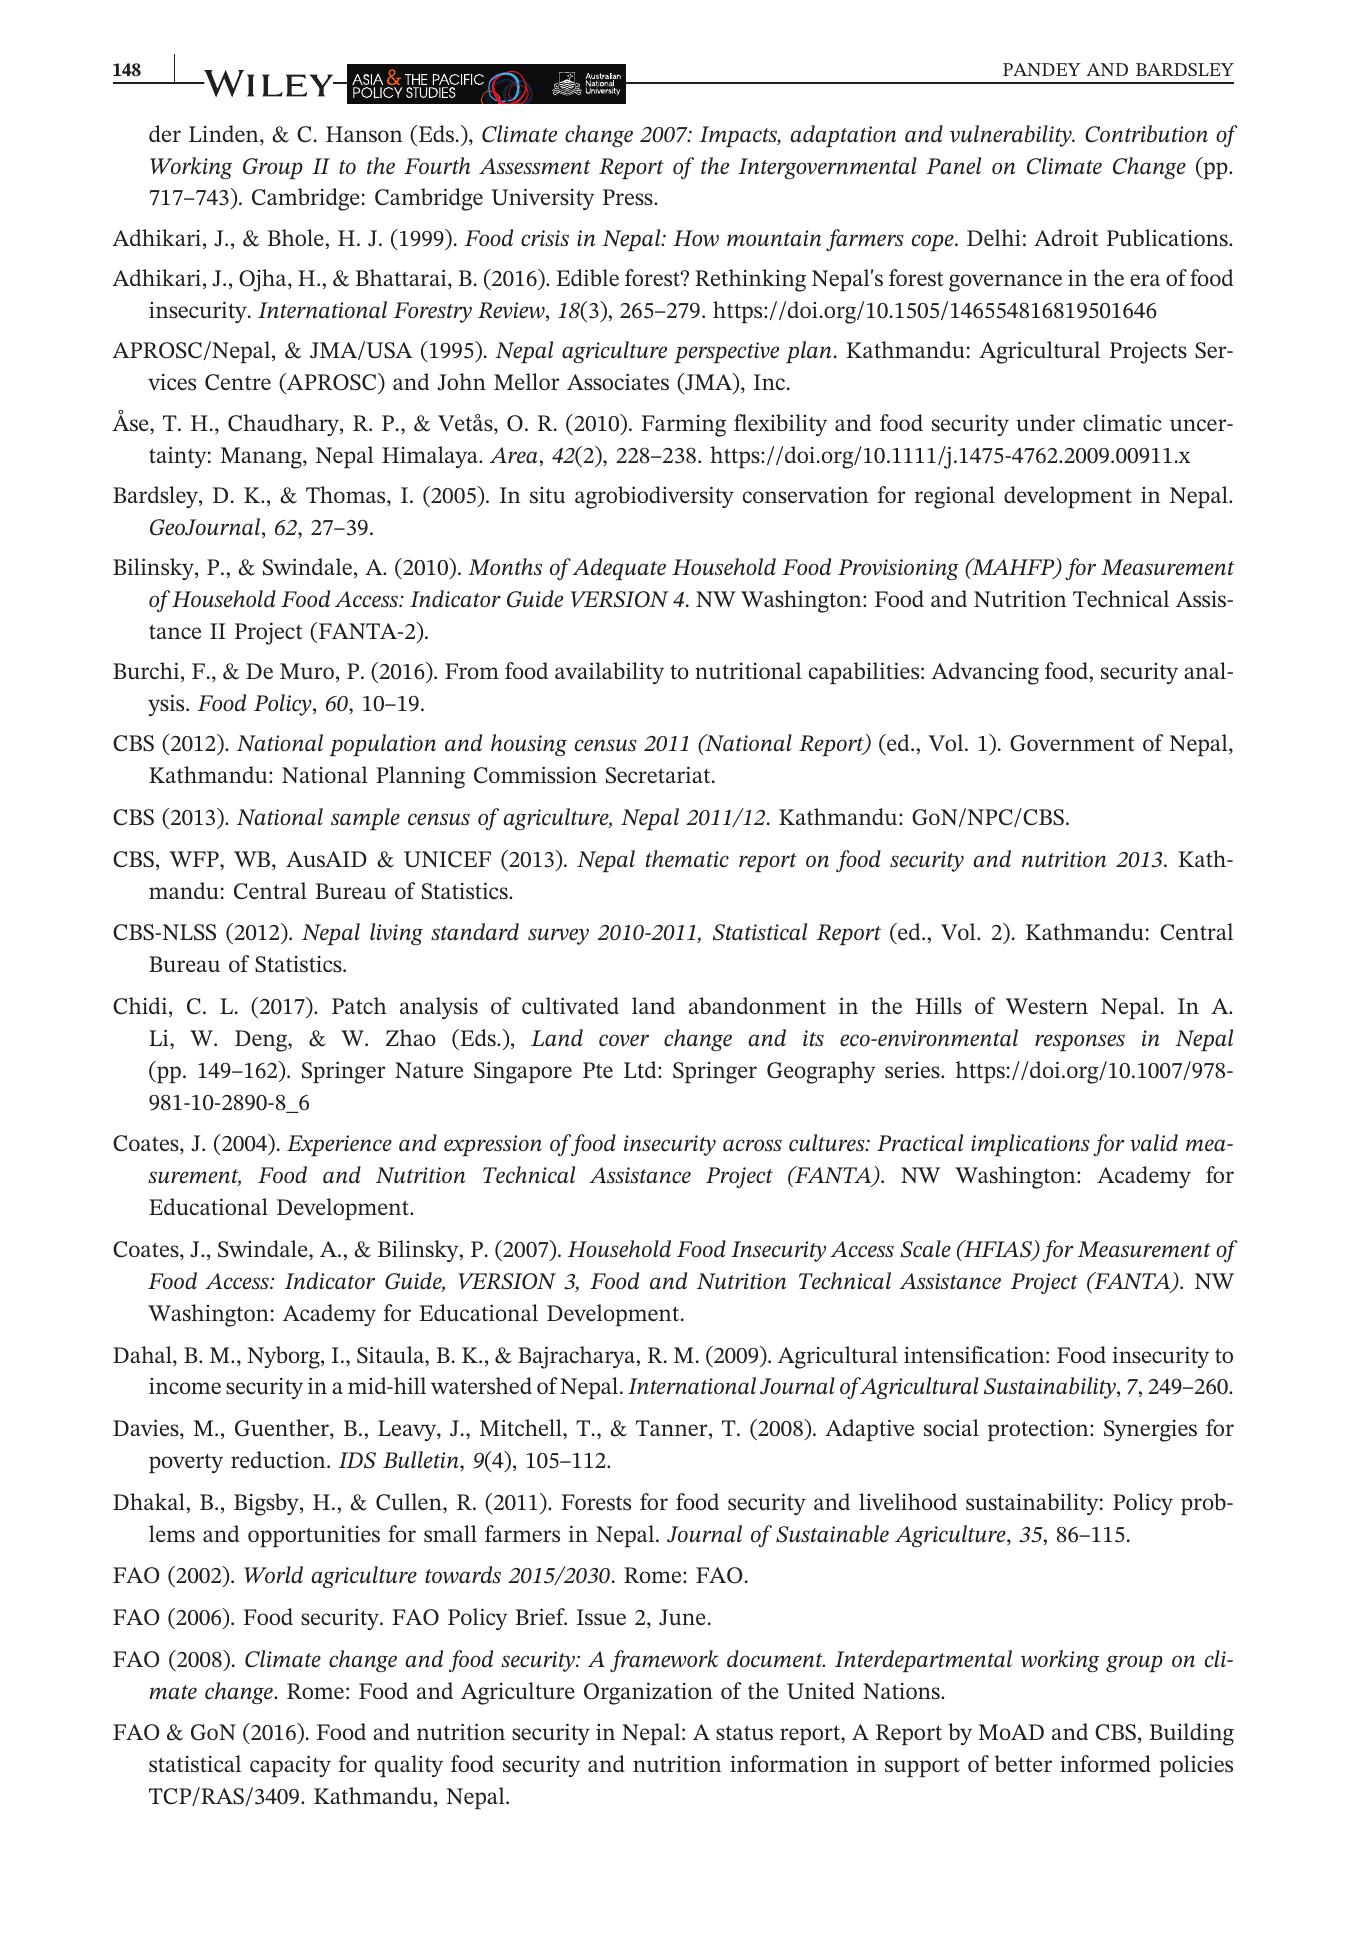 148
WILEY
ASIA & THE PACIFIC
POLICY STUDIES
Australian
National
University
PANDEY AND BARDSLEY
der Linden, & C. Hanson (Eds.), Climate change 2007: Impacts, adaptation and vulnerability. Contribution of
Working Group II to the Fourth Assessment Report of the Intergovernmental Panel on Climate Change (pp.
717–743). Cambridge: Cambridge University Press.
Adhikari, J., & Bhole, H. J. (1999). Food crisis in Nepal: How mountain farmers cope. Delhi: Adroit Publications.
Adhikari, J., Ojha, H., & Bhattarai, B. (2016). Edible forest? Rethinking Nepal's forest governance in the era of food
insecurity. International Forestry Review, 18(3), 265–279. https://doi.org/10.1505/146554816819501646
APROSC/Nepal, & JMA/USA (1995). Nepal agriculture perspective plan. Kathmandu: Agricultural Projects Ser-
vices Centre (APROSC) and John Mellor Associates (JMA), Inc.
Åse, T. H., Chaudhary, R. P., & Vetås, O. R. (2010). Farming flexibility and food security under climatic uncer-
tainty: Manang, Nepal Himalaya. Area, 42(2), 228–238. https://doi.org/10.1111/j.1475-4762.2009.00911.x
Bardsley, D. K., & Thomas, I. (2005). In situ agrobiodiversity conservation for regional development in Nepal.
GeoJournal, 62, 27–39.
Bilinsky, P., & Swindale, A. (2010). Months of Adequate Household Food Provisioning (MAHFP) for Measurement
of Household Food Access: Indicator Guide VERSION 4. NW Washington: Food and Nutrition Technical Assis-
tance II Project (FANTA-2).
Burchi, F., & De Muro, P. (2016). From food availability to nutritional capabilities: Advancing food, security anal-
ysis. Food Policy, 60, 10–19.
CBS (2012). National population and housing census 2011 (National Report) (ed., Vol. 1). Government of Nepal,
Kathmandu: National Planning Commission Secretariat.
CBS (2013). National sample census of agriculture, Nepal 2011/12. Kathmandu: GoN/NPC/CBS.
CBS, WFP, WB, AusAID & UNICEF (2013). Nepal thematic report on food security and nutrition 2013. Kath-
mandu: Central Bureau of Statistics.
CBS-NLSS (2012). Nepal living standard survey 2010-2011, Statistical Report (ed., Vol. 2). Kathmandu: Central
Bureau of Statistics.
Chidi, C. L. (2017). Patch analysis of cultivated land abandonment in the Hills of Western Nepal. In A.
Li, W. Deng, & W. Zhao (Eds.), Land cover change and its eco-environmental responses in Nepal
(pp. 149–162). Springer Nature Singapore Pte Ltd: Springer Geography series. https://doi.org/10.1007/978-
981-10-2890-8_6
Coates, J. (2004). Experience and expression of food insecurity across cultures: Practical implications for valid mea-
surement, Food and Nutrition Technical Assistance Project (FANTA). NW Washington: Academy for
Educational Development.
Coates, J., Swindale, A., & Bilinsky, P. (2007). Household Food Insecurity Access Scale (HFIAS) for Measurement of
Food Access: Indicator Guide, VERSION 3, Food and Nutrition Technical Assistance Project (FANTA). NW
Washington: Academy for Educational Development.
Dahal, B. M., Nyborg, I., Sitaula, B. K., & Bajracharya, R. M. (2009). Agricultural intensification: Food insecurity to
income security in a mid-hill watershed of Nepal. International Journal of Agricultural Sustainability, 7, 249–260.
Davies, M., Guenther, B., Leavy, J., Mitchell, T., & Tanner, T. (2008). Adaptive social protection: Synergies for
poverty reduction. IDS Bulletin, 9(4), 105–112.
Dhakal, B., Bigsby, H., & Cullen, R. (2011). Forests for food security and livelihood sustainability: Policy prob-
lems and opportunities for small farmers in Nepal. Journal of Sustainable Agriculture, 35, 86–115.
FAO (2002). World agriculture towards 2015/2030. Rome: FAO.
FAO (2006). Food security. FAO Policy Brief. Issue 2, June.
FAO (2008). Climate change and food security: A framework document. Interdepartmental working group on cli-
mate change. Rome: Food and Agriculture Organization of the United Nations.
FAO & GoN (2016). Food and nutrition security in Nepal: A status report, A Report by MoAD and CBS, Building
statistical capacity for quality food security and nutrition information in support of better informed policies
TCP/RAS/3409. Kathmandu, Nepal.